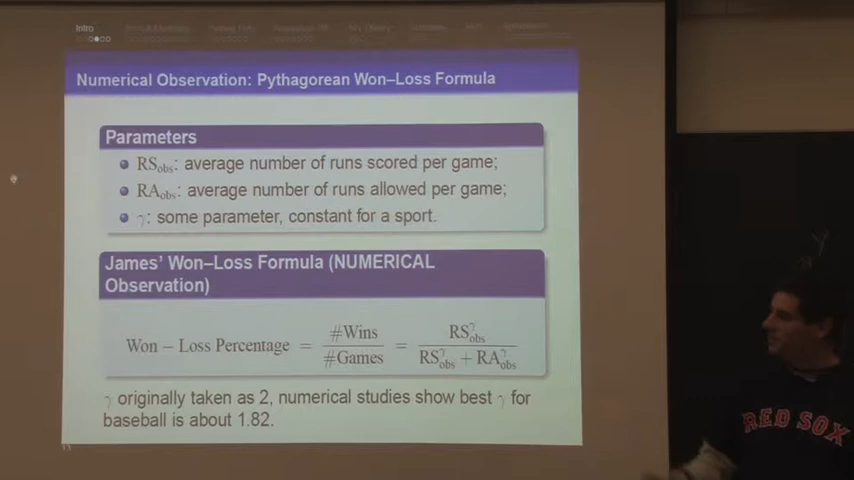 Intro
Numerical Observation: Pythagorean Won–Loss Formula
Parameters
RSobs: average number of runs scored per game;
RAobs: average number of runs allowed per game;
γ: some parameter, constant for a sport.
James' Won–Loss Formula (NUMERICAL
Observation)
Won – Loss Percentage = #Wins / #Games = RSobs^γ / RSobs^γ + RAobs^γ
γ originally taken as 2, numerical studies show best γ for
baseball is about 1.82.
RED SOX